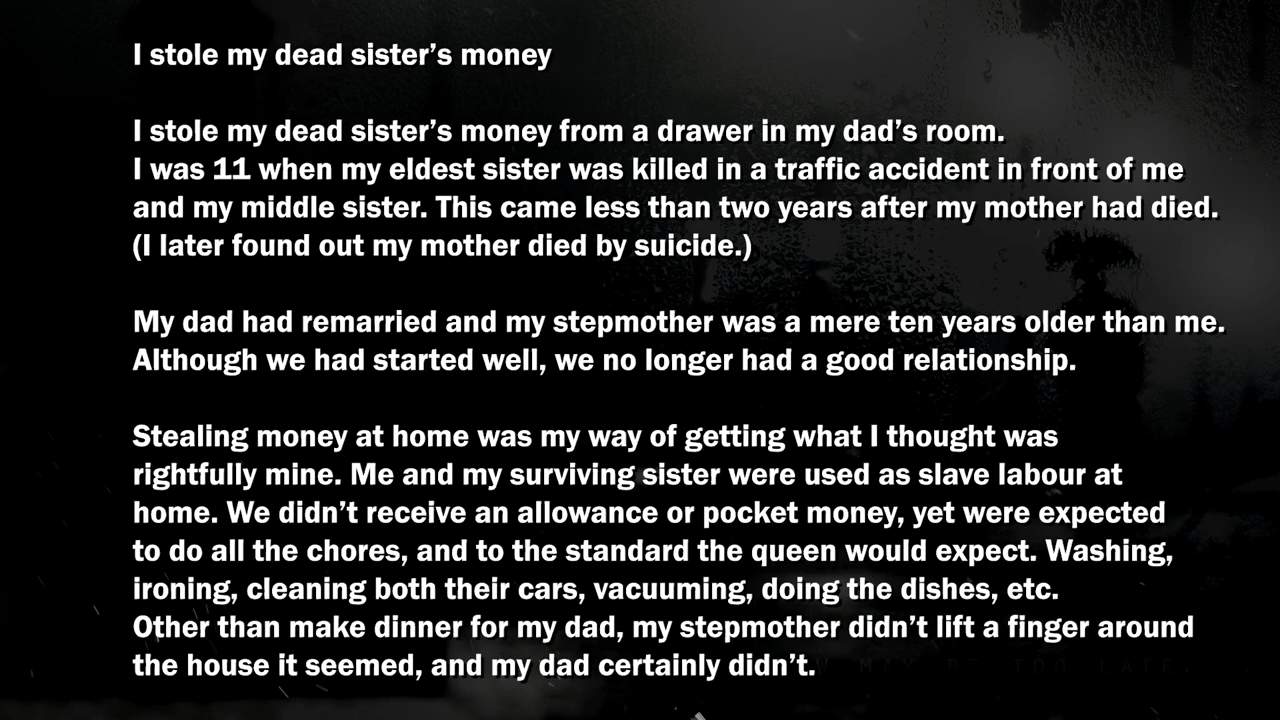 I stole my dead sister’s money
I stole my dead sister’s money from a drawer in my dad’s room.
I was 11 when my eldest sister was killed in a traffic accident in front of me
and my middle sister. This came less than two years after my mother had died.
(I later found out my mother died by suicide.)
My dad had remarried and my stepmother was a mere ten years older than me.
Although we had started well, we no longer had a good relationship.
Stealing money at home was my way of getting what I thought was
rightfully mine. Me and my surviving sister were used as slave labour at
home. We didn’t receive an allowance or pocket money, yet were expected
to do all the chores, and to the standard the queen would expect. Washing,
ironing, cleaning both their cars, vacuuming, doing the dishes, etc.
Other than make dinner for my dad, my stepmother didn’t lift a finger around
the house it seemed, and my dad certainly didn’t.
MAY BE TOO LATE.